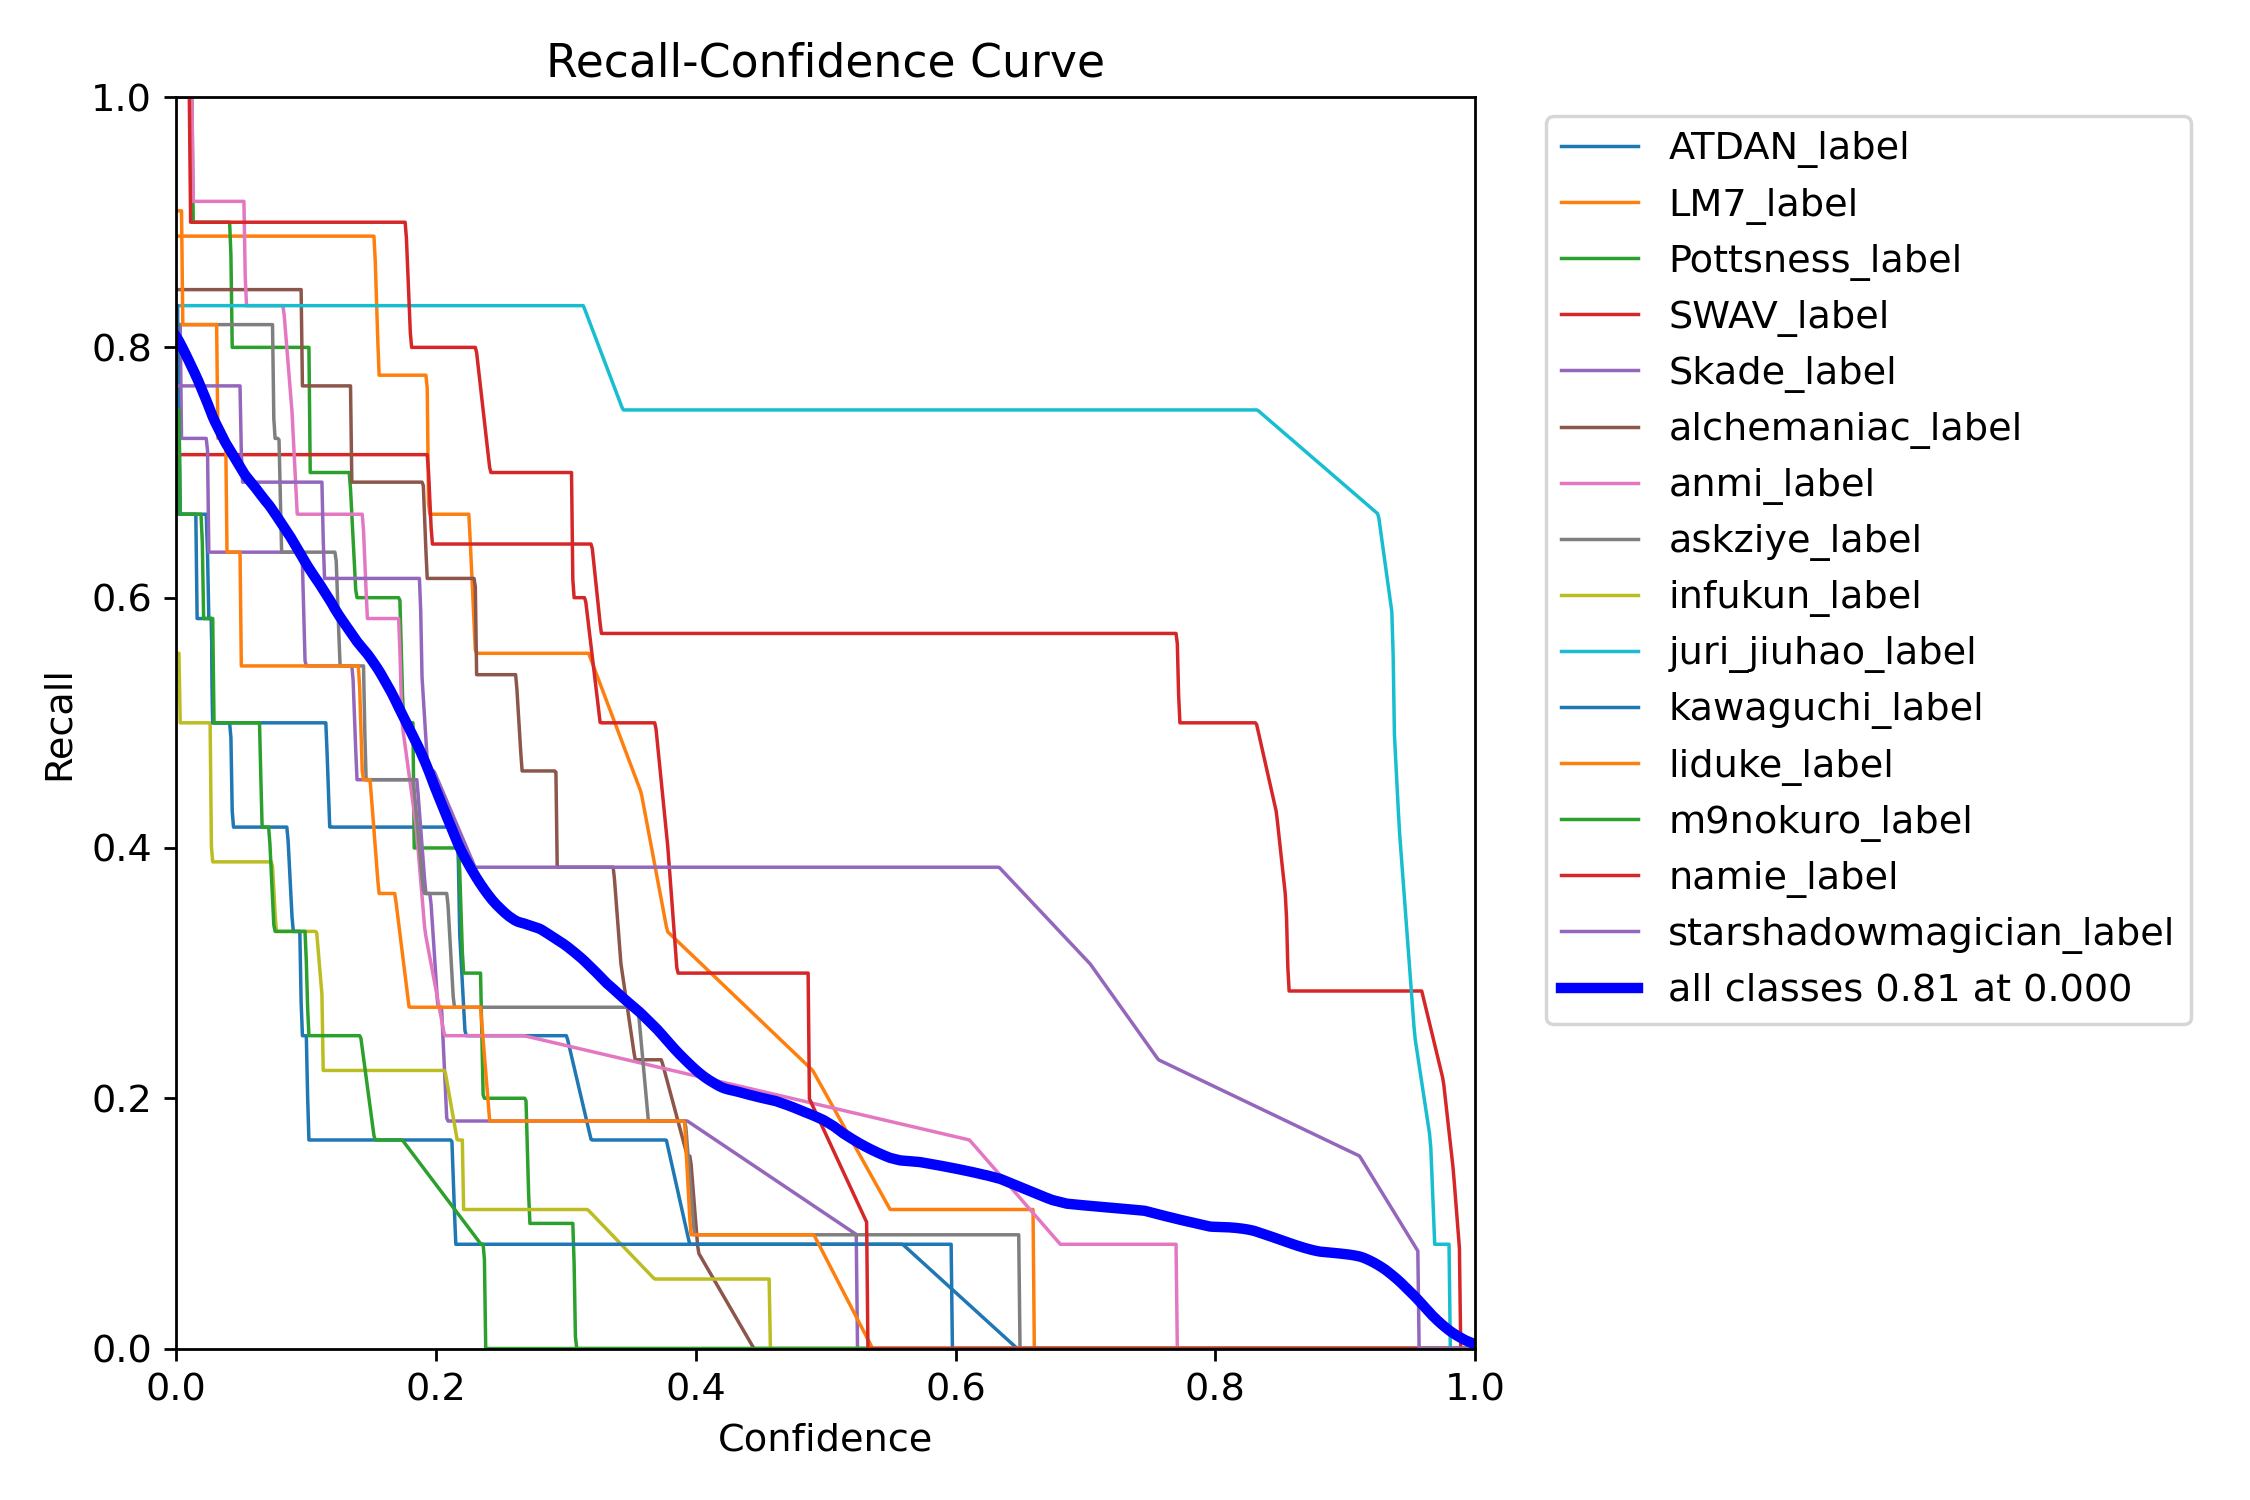 Recall-Confidence Curve
1.0
0.8
0.6
0.4
0.2
0.0
Recall
0.0 0.2 0.4 0.6 0.8 1.0
Confidence
ATDAN_label
LM7_label
Pottsness_label
SWAV_label
Skade_label
alchemaniac_label
anmi_label
askziye_label
infukun_label
juri_jiuhao_label
kawaguchi_label
liduke_label
m9nokuro_label
namie_label
starshadowmagician_label
all classes 0.81 at 0.000